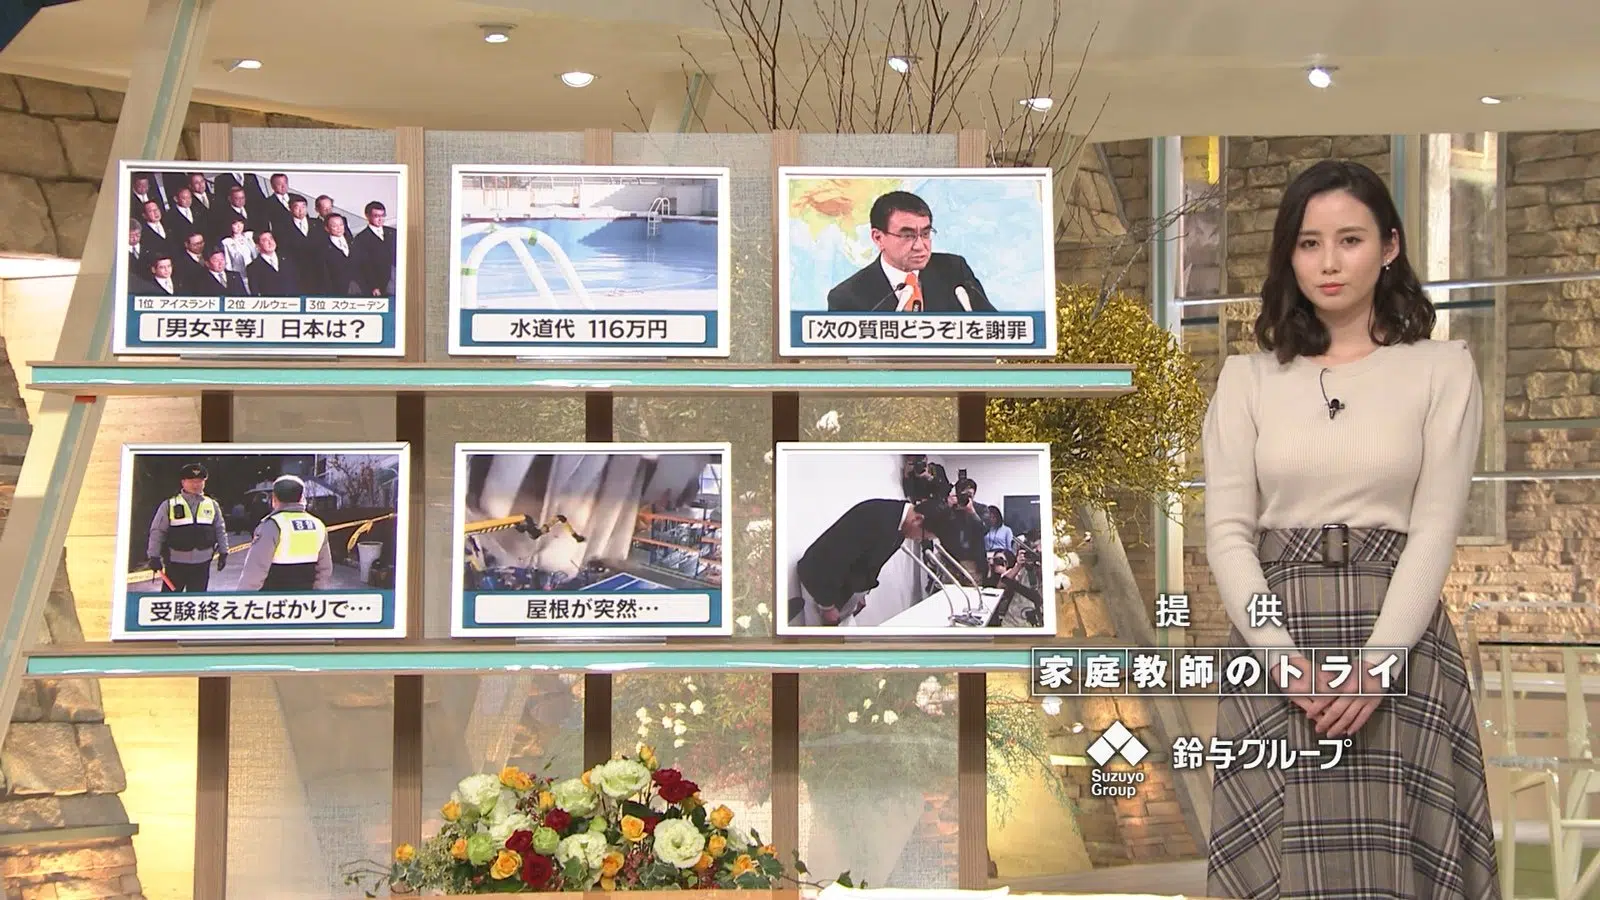 1位 アイスランド 2位 ノルウェー 3位 スウェーデン
「男女平等」日本は？
水道代 116万円
「次の質問どうぞ」を謝罪
受験終えたばかりで…
屋根が突然…
提 供
家庭教師のトライ
Suzuyo
Group
鈴与グループ